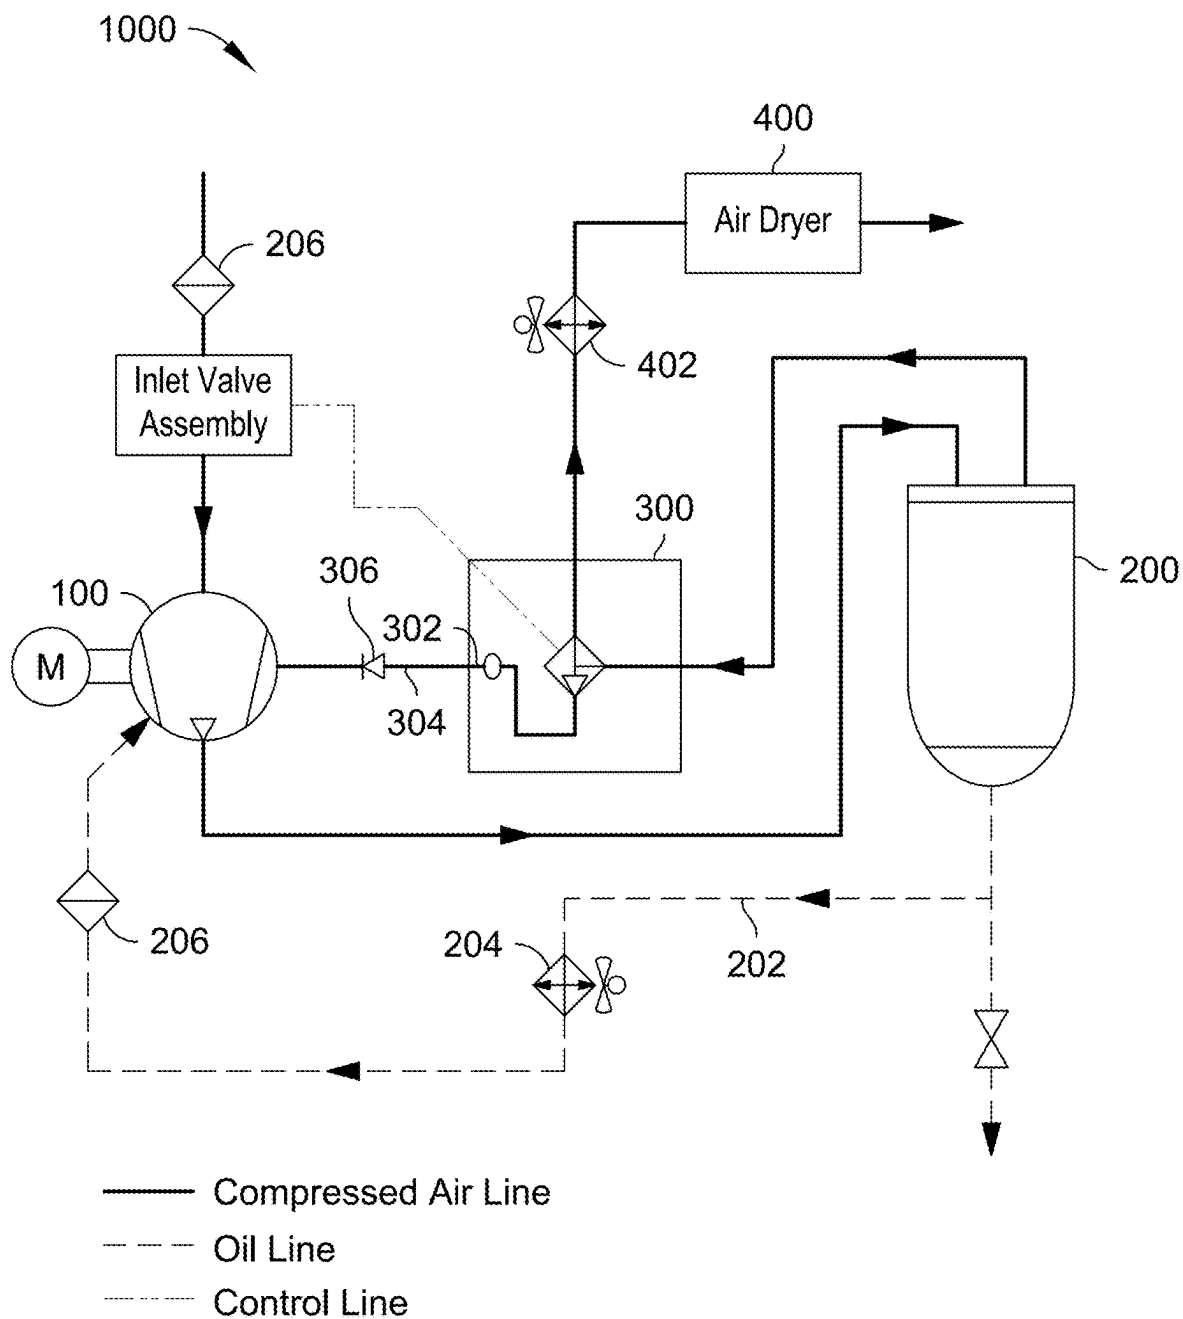 1000
400
Air Dryer
206
402
Inlet Valve
Assembly
300
200
306
100
302
M
304
206
204
202
Compressed Air Line
Oil Line
Control Line